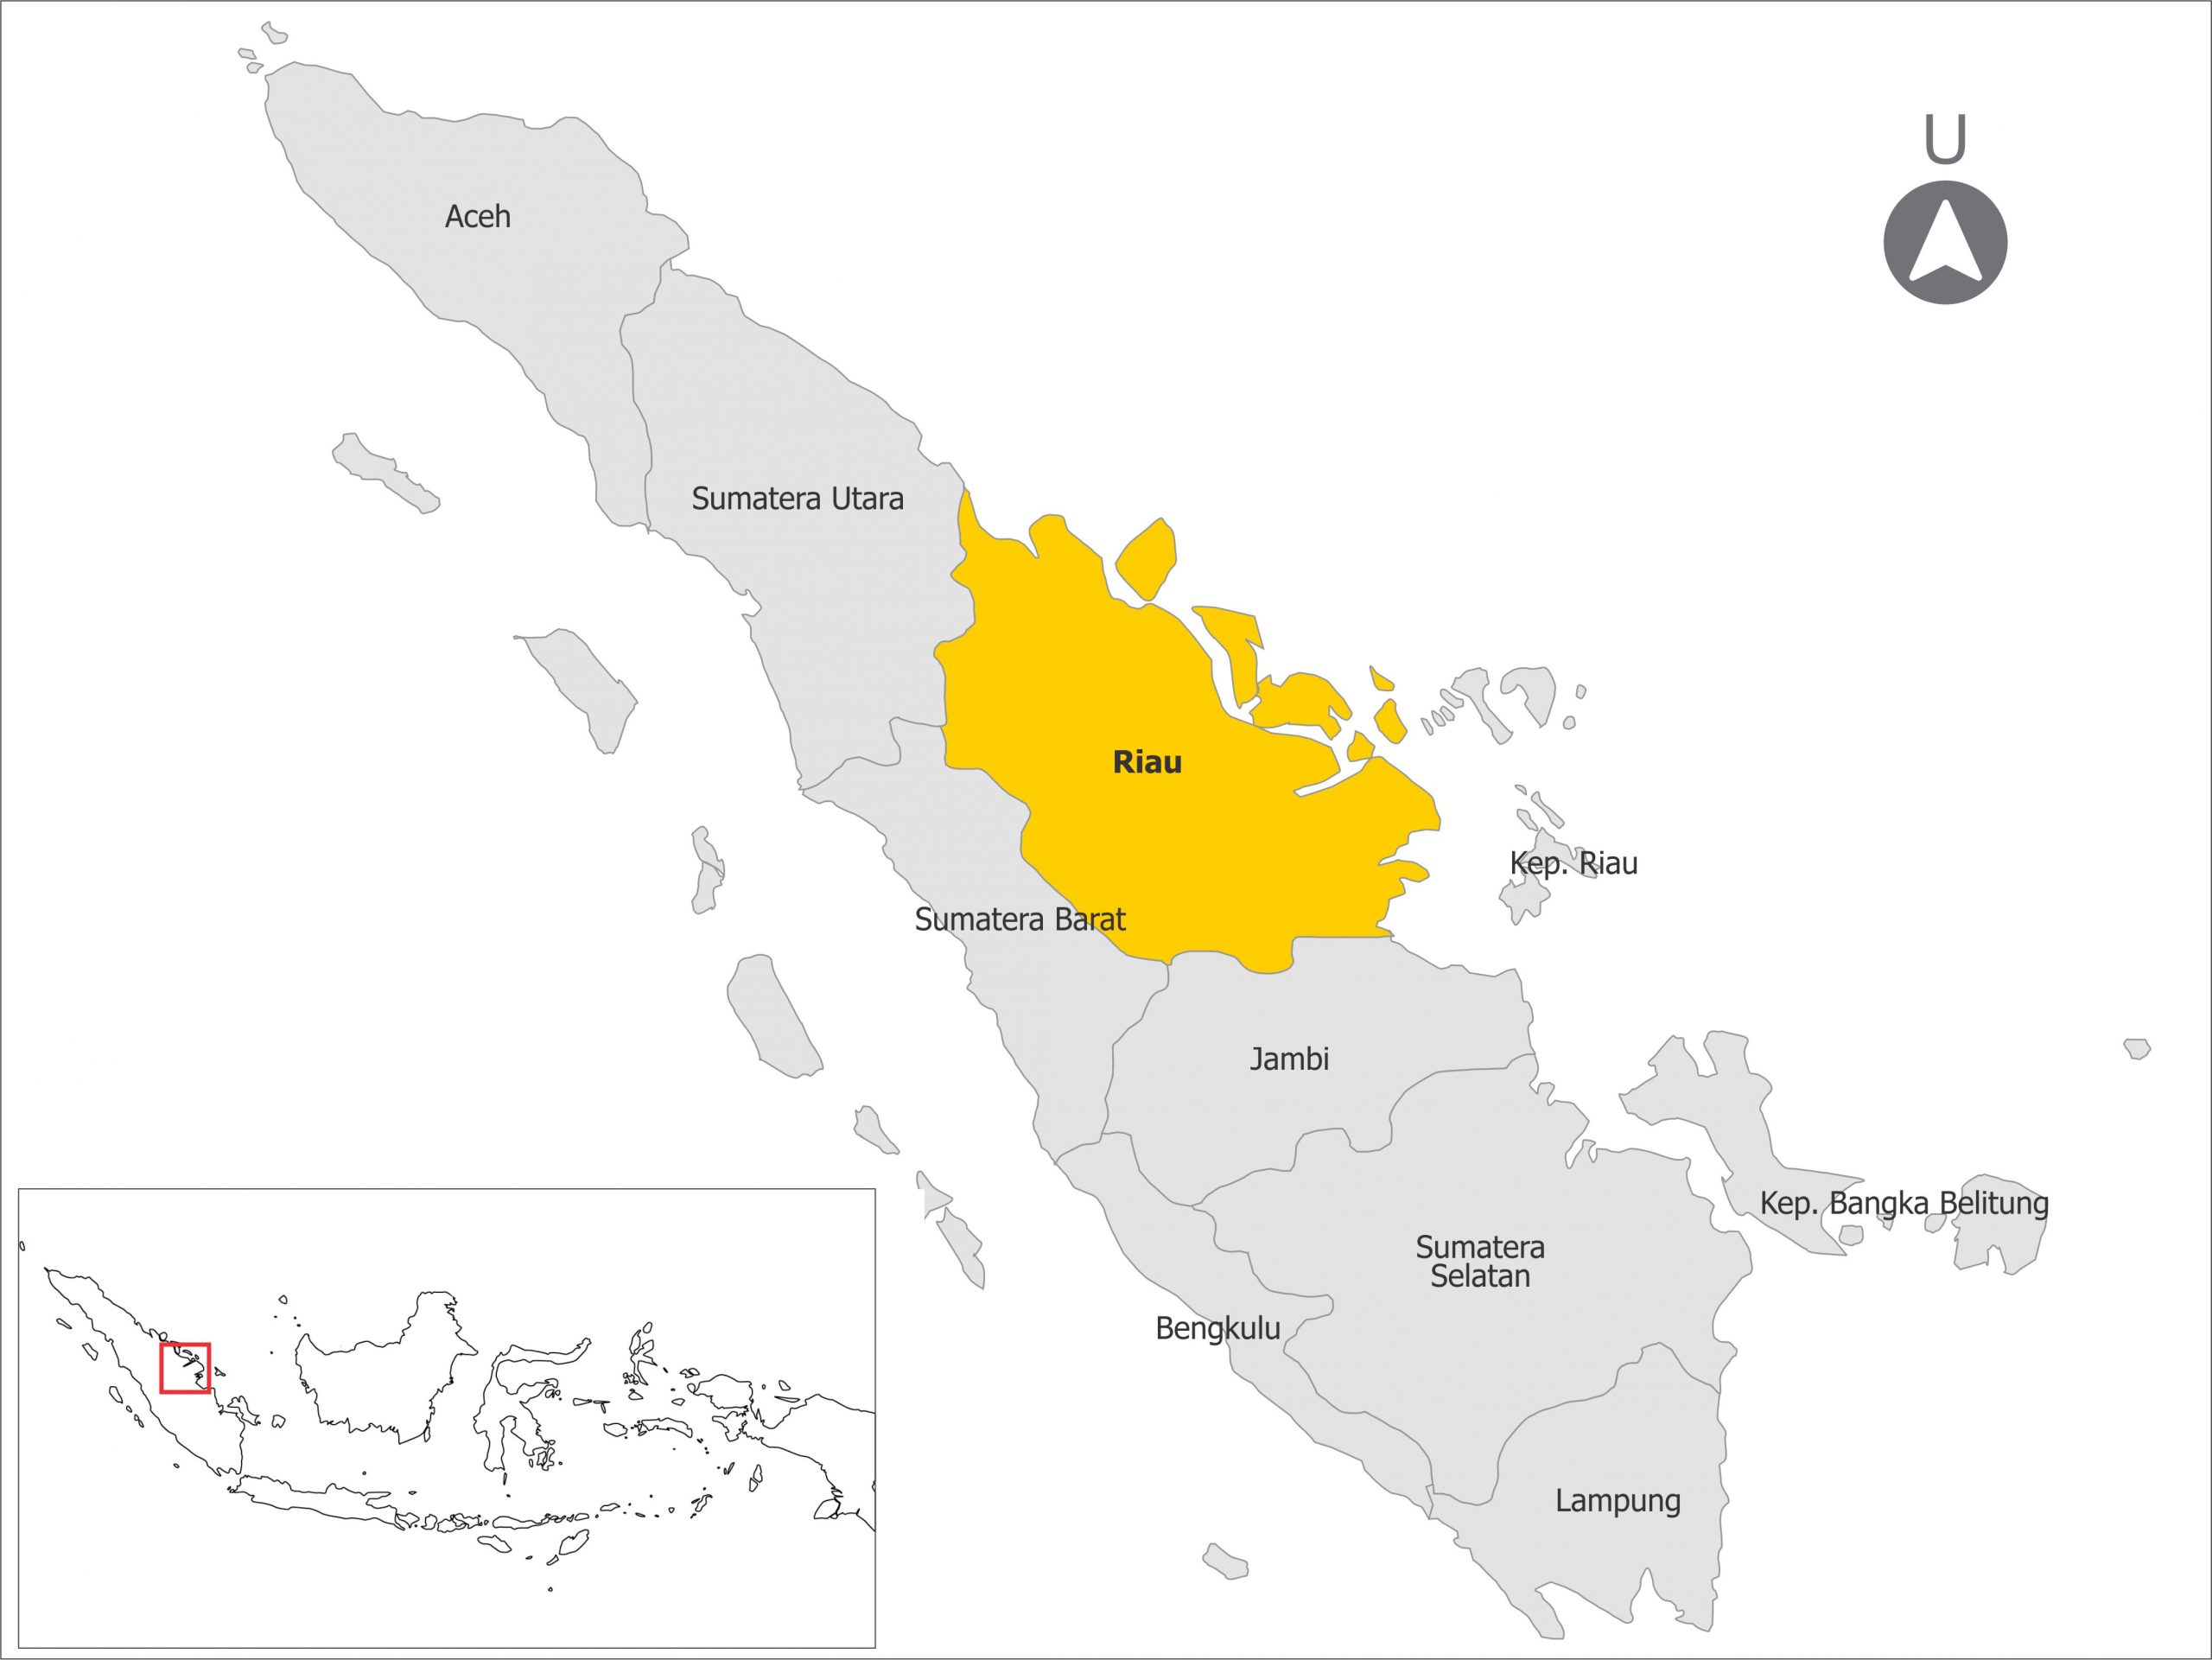 U
Aceh
Sumatera Utara
Riau
Kep. Riau
Sumatera Barat
Jambi
Kep. Bangka Belitung
Sumatera
Selatan
Bengkulu
Lampung